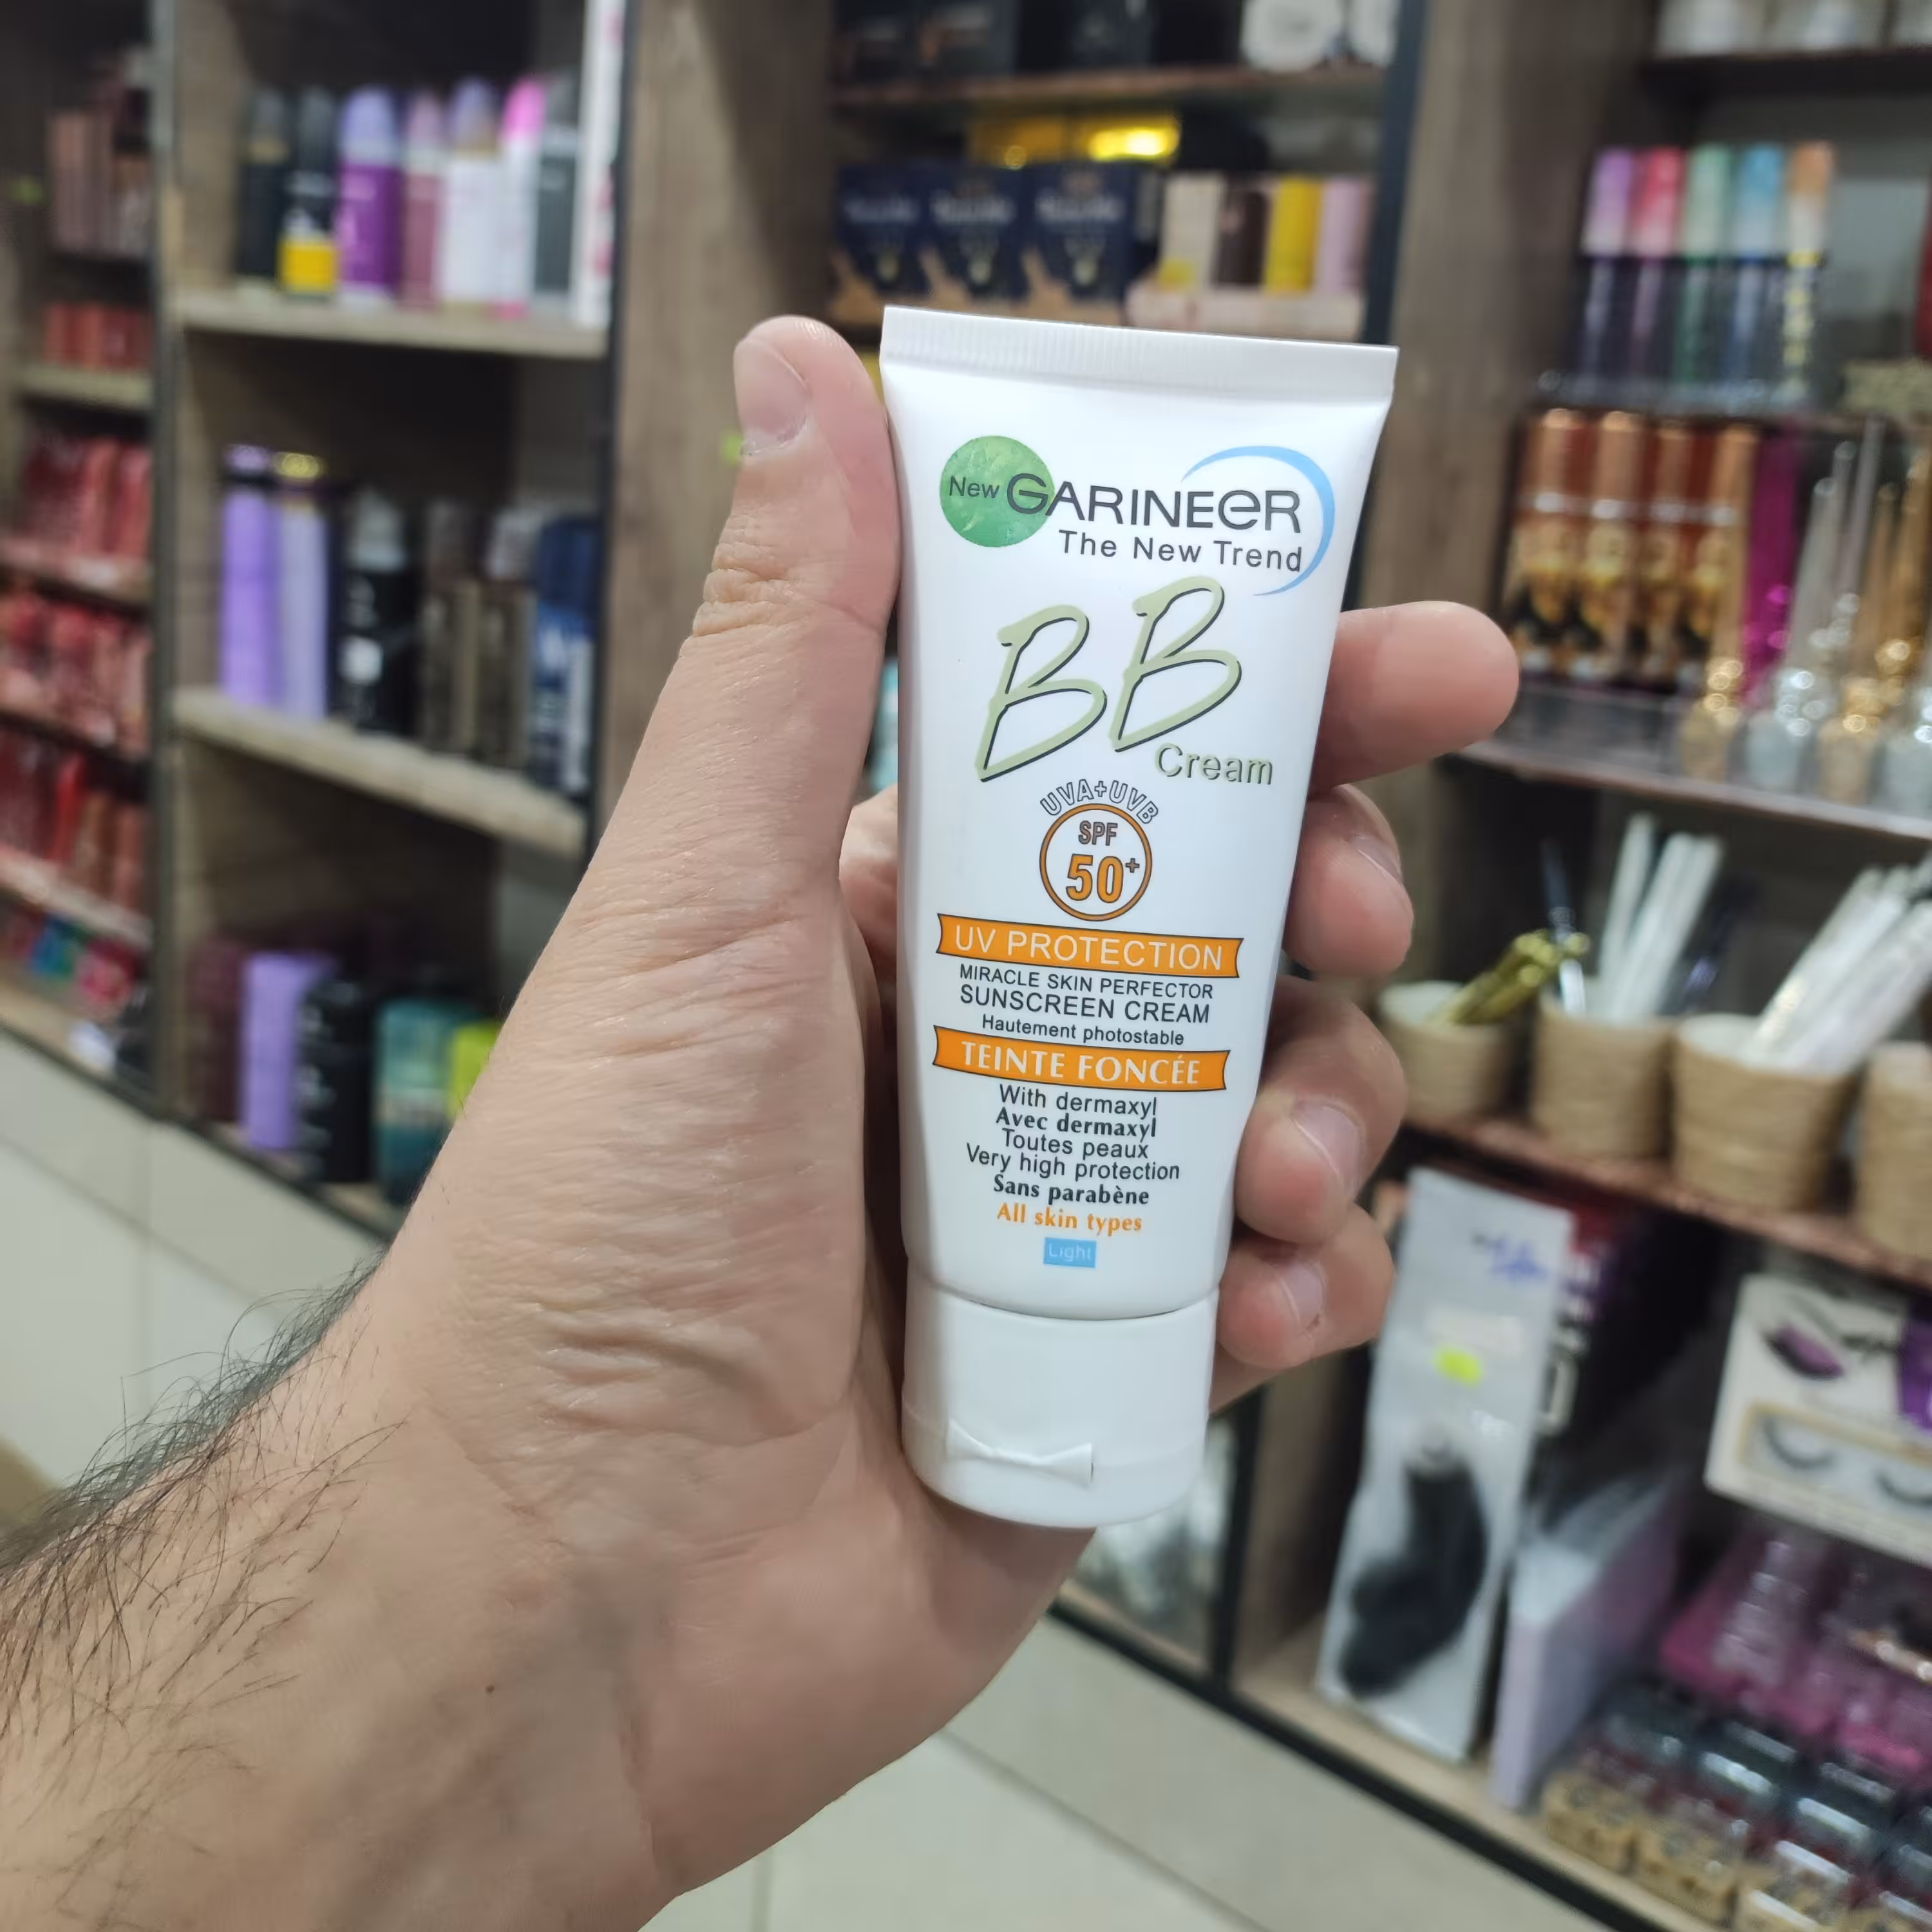 New GARINEER
The New Trend
BB
Cream
UVA+UVB
SPF
50+
UV PROTECTION
MIRACLE SKIN PERFECTOR
SUNSCREEN CREAM
Hautement photostable
TEINTE FONCÉE
With dermaxyl
Avec dermaxyl
Toutes peaux
Very high protection
Sans parabène
All skin types
Light